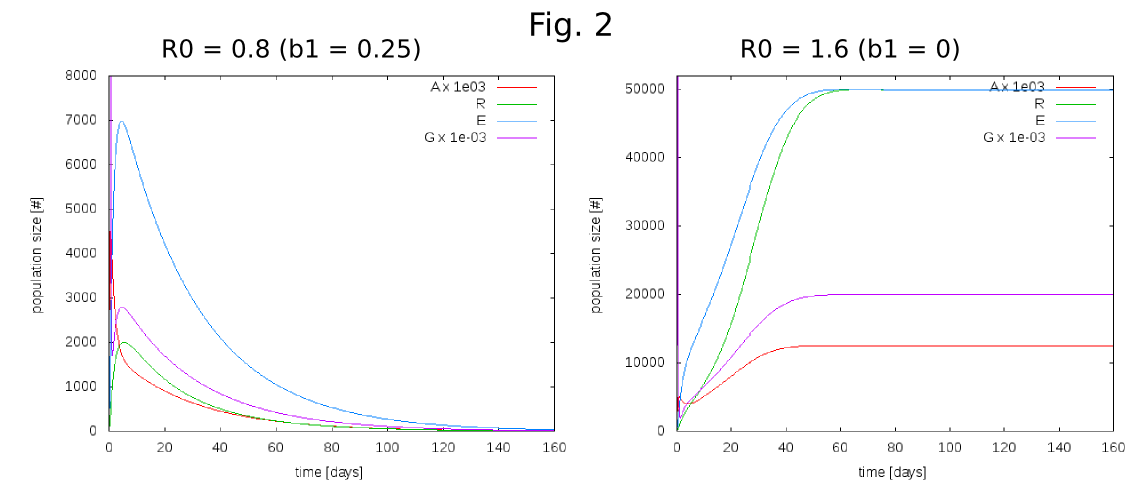 Fig. 2
R0 = 0.8 (b1 = 0.25)
R0 = 1.6 (b1 = 0)
population size [#]
8000
7000
6000
5000
4000
3000
2000
1000
0
A x 1e03
R
E
G x 1e-03
0 20 40 60 80 100 120 140 160
time [days]
population size [#]
50000
40000
30000
20000
10000
0
A x 1e03
R
E
G x 1e-03
0 20 40 60 80 100 120 140 160
time [days]